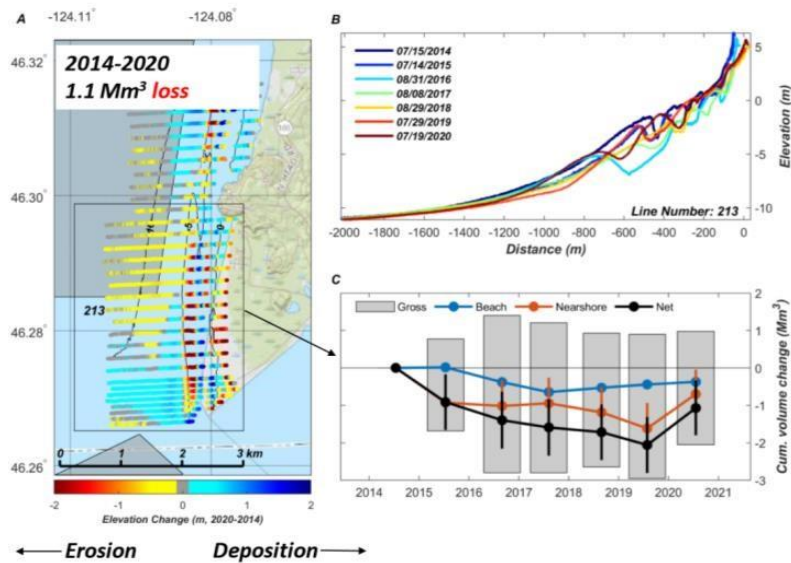 A
-124.11°
-124.08°
46.32°
46.30°
46.28°
46.26°
2014-2020
1.1 Mm³ loss
213
0 1 2 3 km
-2 -1 0 1 2
Elevation Change (m, 2020-2014)
Erosion Deposition
B
07/15/2014
07/14/2015
08/31/2016
08/08/2017
08/29/2018
07/29/2019
07/19/2020
5
0
-5
-10
Elevation (m)
Line Number: 213
-2000 -1800 -1600 -1400 -1200 -1000 -800 -600 -400 -200 0
Distance (m)
C
Gross Beach Nearshore Net
2
1
0
-1
-2
-3
Cum. volume change (Mm³)
2014 2015 2016 2017 2018 2019 2020 2021